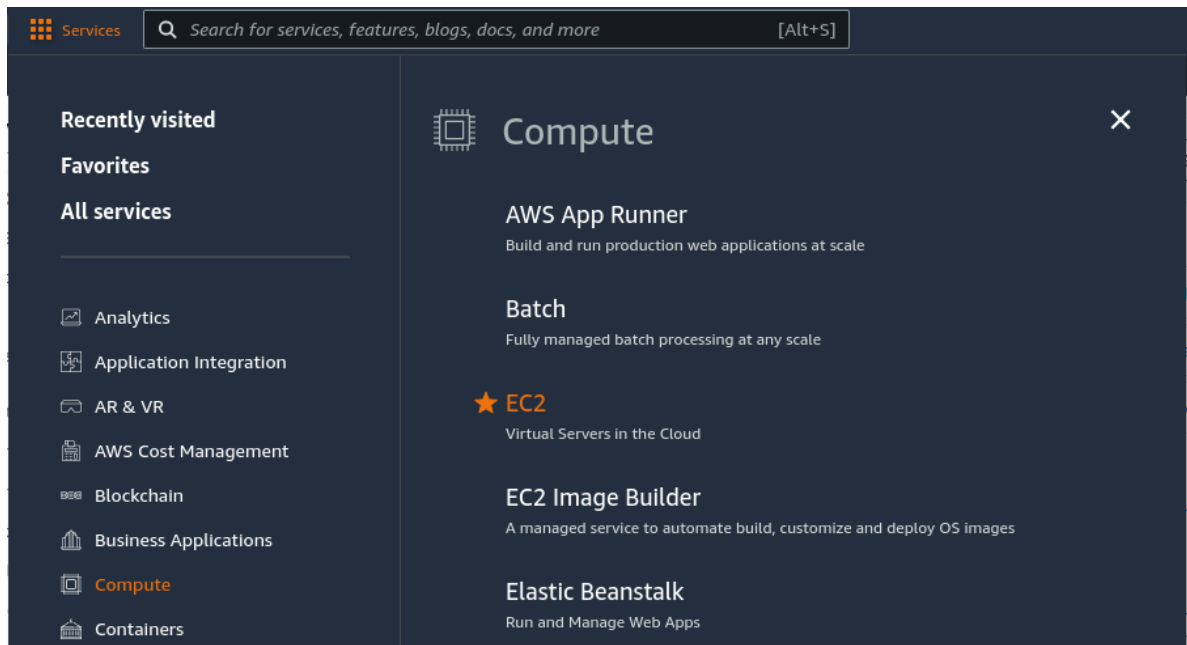 Services
Search for services, features, blogs, docs, and more [Alt+S]
Recently visited
Favorites
All services
Analytics
Application Integration
AR & VR
AWS Cost Management
Blockchain
Business Applications
Compute
Containers
Compute
AWS App Runner
Build and run production web applications at scale
Batch
Fully managed batch processing at any scale
EC2
Virtual Servers in the Cloud
EC2 Image Builder
A managed service to automate build, customize and deploy OS images
Elastic Beanstalk
Run and Manage Web Apps